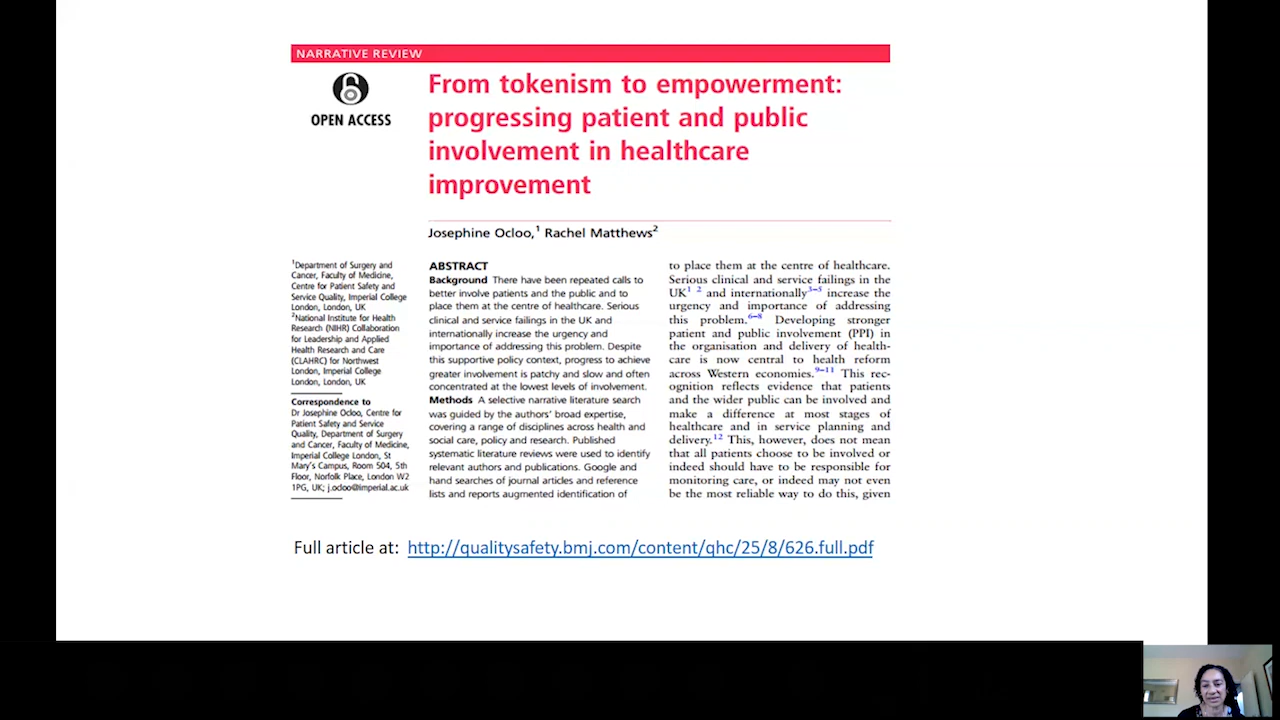 NARRATIVE REVIEW
OPEN ACCESS
From tokenism to empowerment:
progressing patient and public
involvement in healthcare
improvement
Josephine Ocloo,1 Rachel Matthews2
1Department of Surgery and
Cancer, Faculty of Medicine,
Centre for Patient Safety and
Service Quality, Imperial College
London, London, UK
2National Institute for Health
Research (NIHR) Collaboration
for Leadership and Applied
Health Research and Care
(CLAHRC) for Northwest
London, Imperial College
London, London, UK
Correspondence to
Dr Josephine Ocloo, Centre for
Patient Safety and Service
Quality, Department of Surgery
and Cancer, Faculty of Medicine,
Imperial College London, St
Mary's Campus, Room 504, 5th
Floor, Norfolk Place, London W2
1PG, UK; j.ocloo@imperial.ac.uk
ABSTRACT
Background There have been repeated calls to
better involve patients and the public and to
place them at the centre of healthcare. Serious
clinical and service failings in the UK and
internationally increase the urgency and
importance of addressing this problem. Despite
this supportive policy context, progress to achieve
greater involvement is patchy and slow and often
concentrated at the lowest levels of involvement.
Methods A selective narrative literature search
was guided by the authors' broad expertise,
covering a range of disciplines across health and
social care, policy and research. Published
systematic literature reviews were used to identify
relevant authors and publications. Google and
hand searches of journal articles and reference
lists and reports augmented identification of
to place them at the centre of healthcare.
Serious clinical and service failings in the
UK1 2 and internationally3–5 increase the
urgency and importance of addressing
this problem.6–8 Developing stronger
patient and public involvement (PPI) in
the organisation and delivery of health-
care is now central to health reform
across Western economies.9–11 This rec-
ognition reflects evidence that patients
and the wider public can be involved and
make a difference at most stages of
healthcare and in service planning and
delivery.12 This, however, does not mean
that all patients choose to be involved or
indeed should have to be responsible for
monitoring care, or indeed may not even
be the most reliable way to do this, given
Full article at: http://qualitysafety.bmj.com/content/qhc/25/8/626.full.pdf